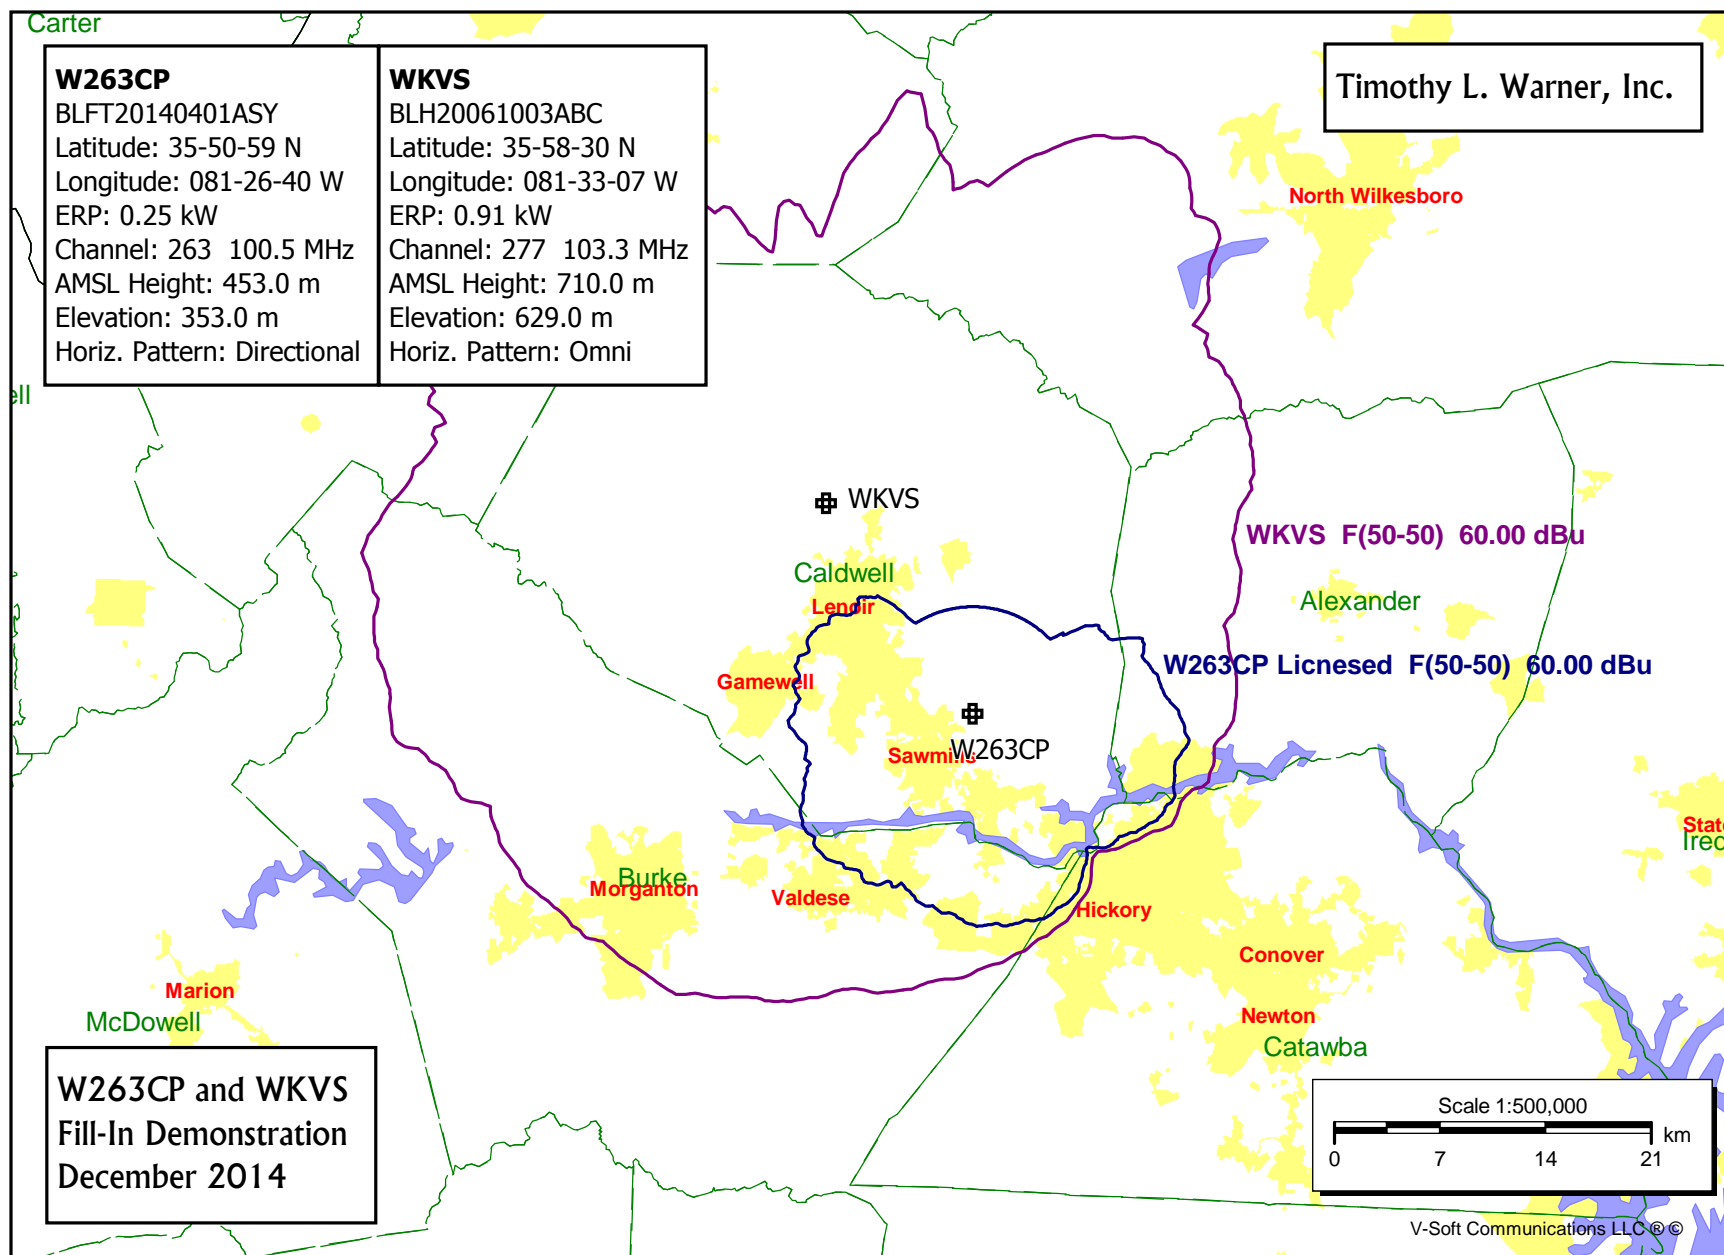 Carter
W263CP
BLFT20140401ASY
Latitude: 35-50-59 N
Longitude: 081-26-40 W
ERP: 0.25 kW
Channel: 263 100.5 MHz
AMSL Height: 453.0 m
Elevation: 353.0 m
Horiz. Pattern: Directional
WKVS
BLH20061003ABC
Latitude: 35-58-30 N
Longitude: 081-33-07 W
ERP: 0.91 kW
Channel: 277 103.3 MHz
AMSL Height: 710.0 m
Elevation: 629.0 m
Horiz. Pattern: Omni
Timothy L. Warner, Inc.
North Wilkesboro
ell
WKVS
WKVS F(50-50) 60.00 dBu
Caldwell
Lenoir
Alexander
W263CP Licnesed F(50-50) 60.00 dBu
Gamewell
W263CP
Sawmills
State
Ired
Burke
Morganton
Valdese
Hickory
Conover
Marion
McDowell
Newton
Catawba
W263CP and WKVS
Fill-In Demonstration
December 2014
Scale 1:500,000
km
0 7 14 21
V-Soft Communications LLC ® ©